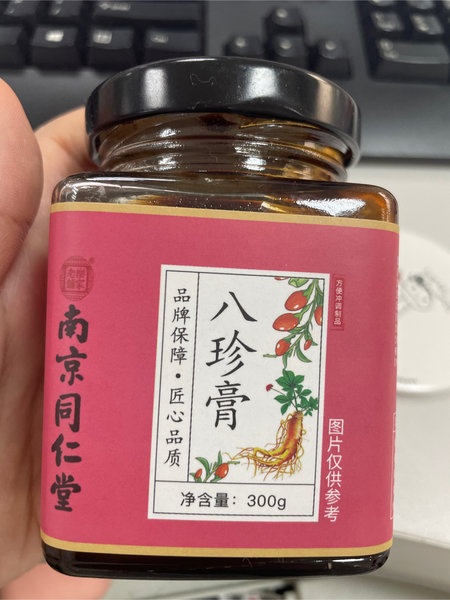 南京同仁堂
品牌保障·匠心品质
八珍膏
净含量：300g
方便冲调制品
图片仅供参考